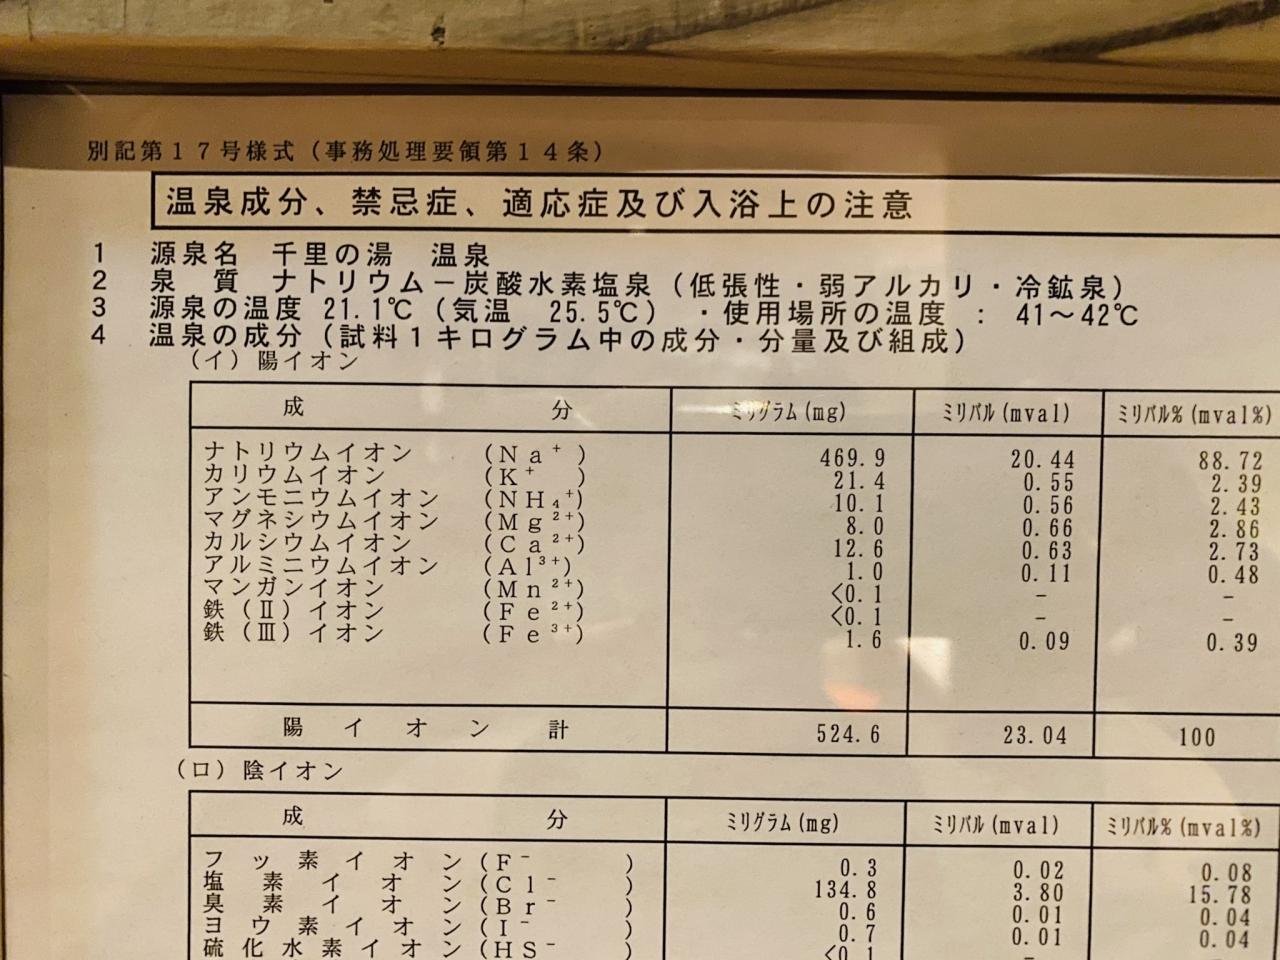 別記第17号様式（事務処理要領第14条）
温泉成分、禁忌症、適応症及び入浴上の注意
1 源泉名 千里の湯 温泉
2 泉 質 ナトリウム－炭酸水素塩泉（低張性・弱アルカリ・冷鉱泉）
3 源泉の温度 21.1℃（気温 25.5℃）・使用場所の温度 : 41～42℃
4 温泉の成分（試料1キログラム中の成分・分量及び組成）
（イ）陽イオン
成 分 ミリグラム(mg) ミリバル(mval) ミリバル%(mval%)
ナトリウムイオン (Na⁺) 469.9 20.44 88.72
カリウムイオン (K⁺) 21.4 0.55 2.39
アンモニウムイオン (NH₄⁺) 10.1 0.56 2.43
マグネシウムイオン (Mg²⁺) 8.0 0.66 2.86
カルシウムイオン (Ca²⁺) 12.6 0.63 2.73
アルミニウムイオン (Al³⁺) 1.0 0.11 0.48
マンガンイオン (Mn²⁺) <0.1 － －
鉄（Ⅱ）イオン (Fe²⁺) <0.1 － －
鉄（Ⅲ）イオン (Fe³⁺) 1.6 0.09 0.39
陽イオン計 524.6 23.04 100
（ロ）陰イオン
成 分 ミリグラム(mg) ミリバル(mval) ミリバル%(mval%)
フッ素イオン (F⁻) 0.3 0.02 0.08
塩素イオン (Cl⁻) 134.8 3.80 15.78
臭素イオン (Br⁻) 0.6 0.01 0.04
ヨウ素イオン (I⁻) 0.7 0.01 0.04
硫化水素イオン (HS⁻) <0.1 －